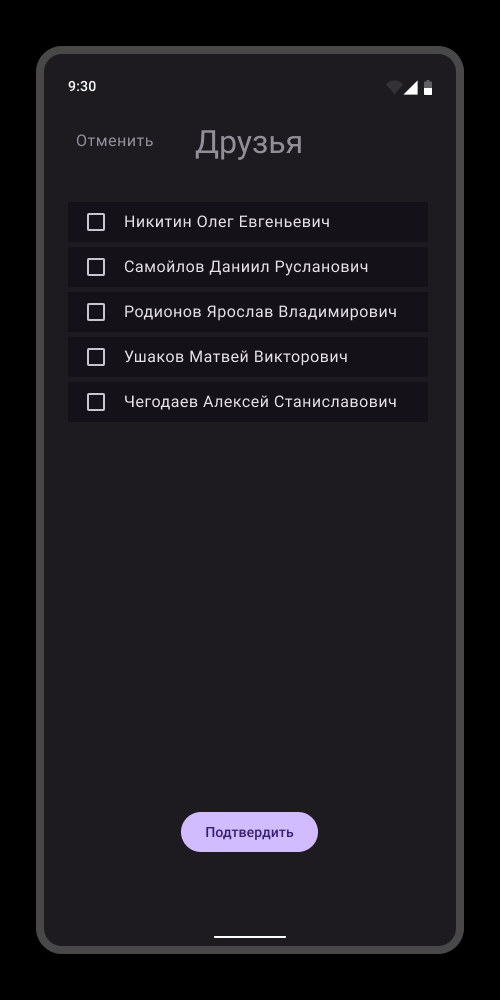 9:30
Отменить Друзья
Никитин Олег Евгеньевич
Самойлов Даниил Русланович
Родионов Ярослав Владимирович
Ушаков Матвей Викторович
Чегодаев Алексей Станиславович
Подтвердить